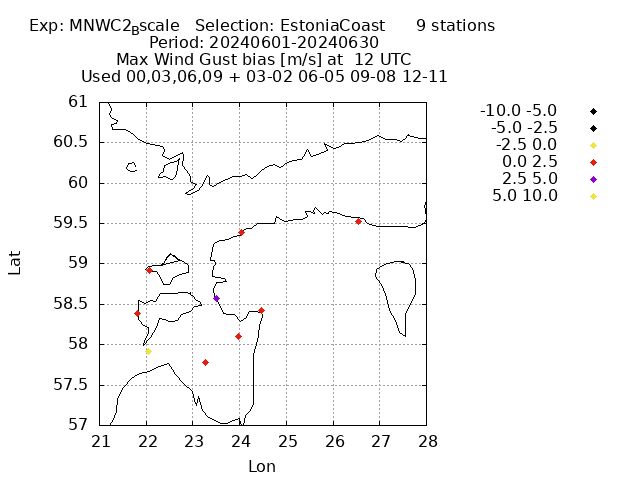 Exp: MNWC2Bscale   Selection: EstoniaCoast      9 stations
Period: 20240601-20240630
Max Wind Gust bias [m/s] at  12 UTC
Used 00,03,06,09 + 03-02 06-05 09-08 12-11
-10.0 -5.0
-5.0 -2.5
-2.5 0.0
0.0 2.5
2.5 5.0
5.0 10.0
61
60.5
60
59.5
59
58.5
58
57.5
57
Lat
21 22 23 24 25 26 27 28
Lon